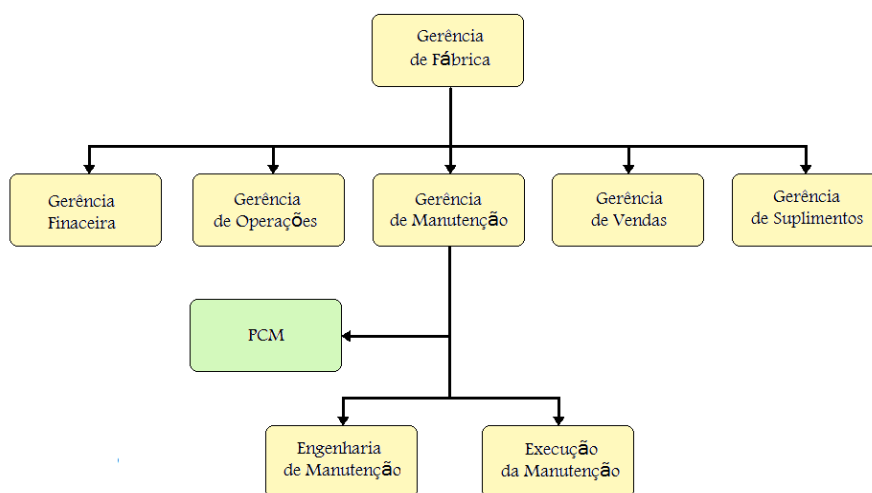 Gerência
de Fábrica
Gerência
Finaceira
Gerência
de Operações
Gerência
de Manutenção
Gerência
de Vendas
Gerência
de Suplimentos
PCM
Engenharia
de Manutenção
Execução
da Manutenção